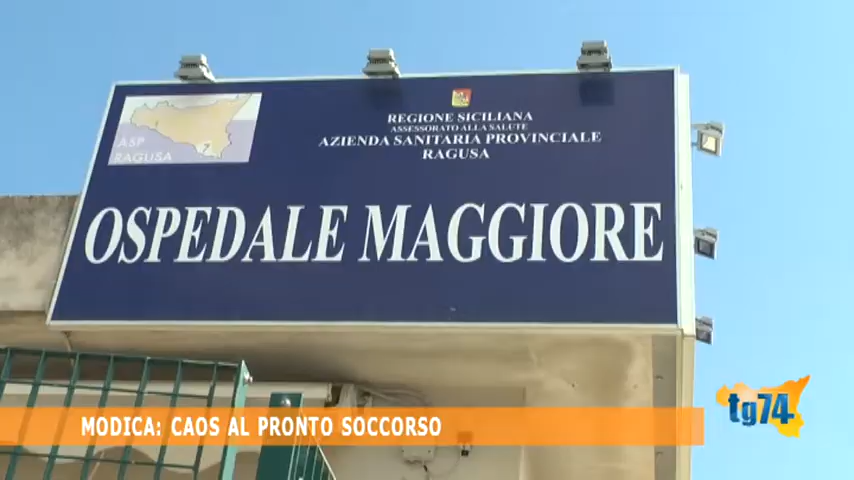 REGIONE SICILIANA
ASSESSORATO ALLA SALUTE
AZIENDA SANITARIA PROVINCIALE
RAGUSA
ASP
RAGUSA
7
OSPEDALE MAGGIORE
MODICA: CAOS AL PRONTO SOCCORSO
tg74